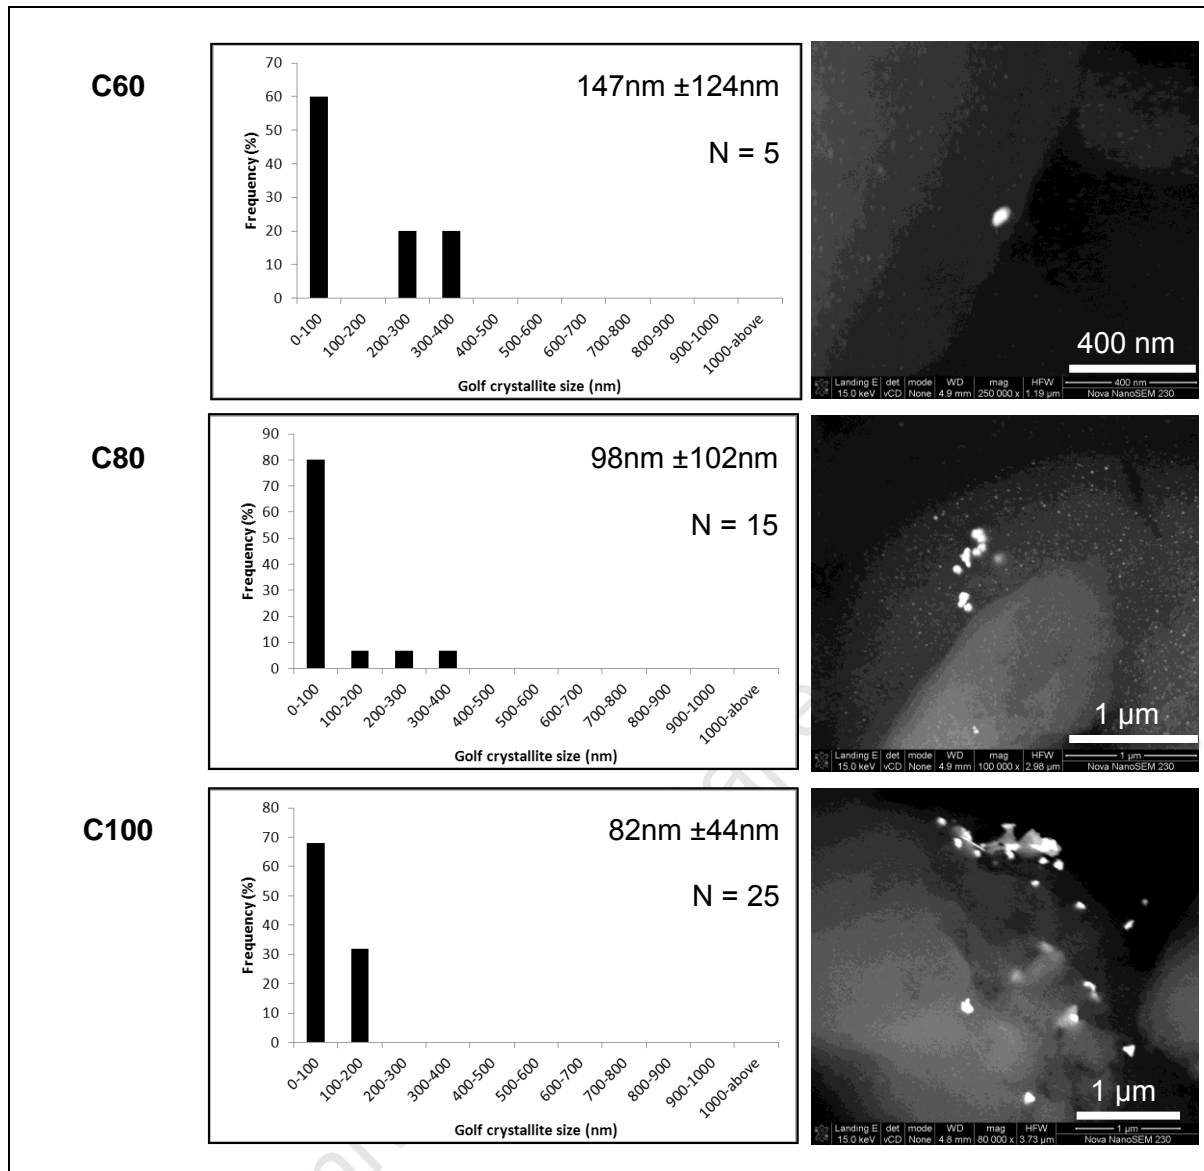 C60
147nm ±124nm
N = 5
Frequency (%)
70
60
50
40
30
20
10
0
0-100
100-200
200-300
300-400
400-500
500-600
600-700
700-800
800-900
900-1000
1000-above
Golf crystallite size (nm)
400 nm
Landing E det mode WD mag HFW 400 nm
15.0 keV vCD None 4.9 mm 250 000 x 1.19 µm Nova NanoSEM 230
C80
98nm ±102nm
N = 15
Frequency (%)
90
80
70
60
50
40
30
20
10
0
0-100
100-200
200-300
300-400
400-500
500-600
600-700
700-800
800-900
900-1000
1000-above
Golf crystallite size (nm)
1 µm
Landing E det mode WD mag HFW 1 µm
15.0 keV vCD None 4.9 mm 100 000 x 2.98 µm Nova NanoSEM 230
C100
82nm ±44nm
N = 25
Frequency (%)
80
70
60
50
40
30
20
10
0
0-100
100-200
200-300
300-400
400-500
500-600
600-700
700-800
800-900
900-1000
1000-above
Golf crystallite size (nm)
1 µm
Landing E det mode WD mag HFW 1 µm
15.0 keV vCD None 4.8 mm 80 000 x 3.73 µm Nova NanoSEM 230